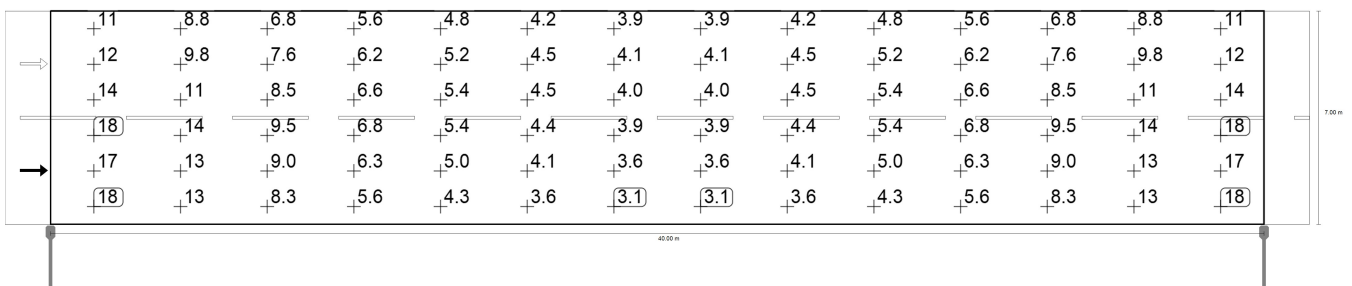 11 8.8 6.8 5.6 4.8 4.2 3.9 3.9 4.2 4.8 5.6 6.8 8.8 11
12 9.8 7.6 6.2 5.2 4.5 4.1 4.1 4.5 5.2 6.2 7.6 9.8 12
14 11 8.5 6.6 5.4 4.5 4.0 4.0 4.5 5.4 6.6 8.5 11 14
7.00 m
18 14 9.5 6.8 5.4 4.4 3.9 3.9 4.4 5.4 6.8 9.5 14 18
17 13 9.0 6.3 5.0 4.1 3.6 3.6 4.1 5.0 6.3 9.0 13 17
18 13 8.3 5.6 4.3 3.6 3.1 3.1 3.6 4.3 5.6 8.3 13 18
40.00 m